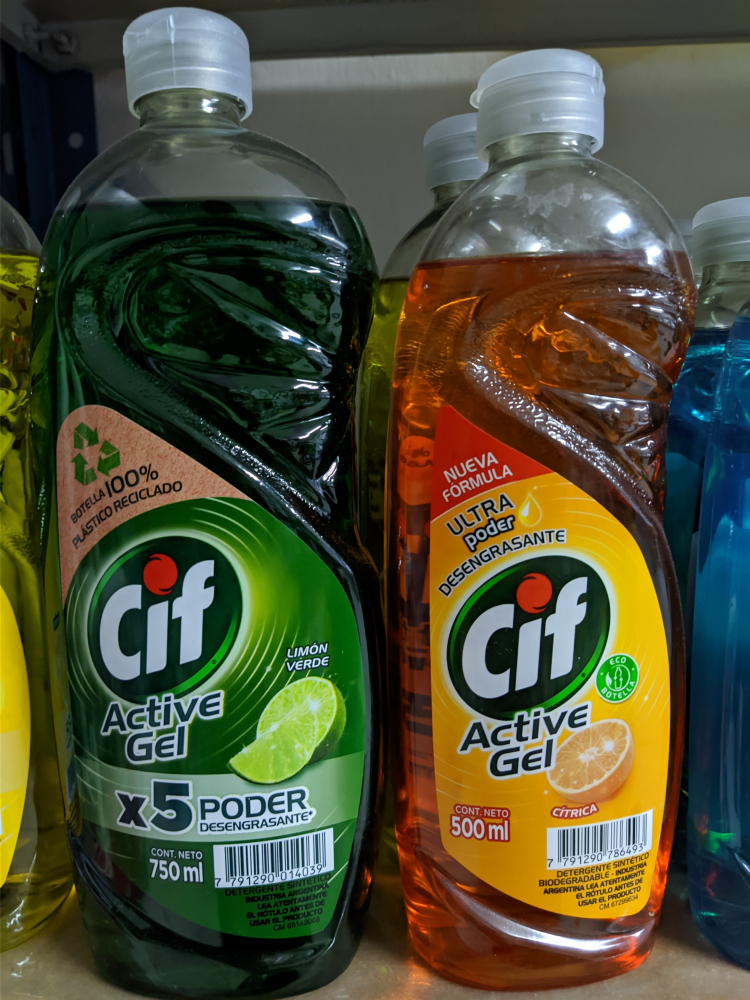 BOTELLA 100%
PLÁSTICO RECICLADO
Cif
Active
Gel
LIMÓN
VERDE
x5 PODER
DESENGRASANTE*
CONT. NETO
750 ml
7 791290 014039
DETERGENTE SINTÉTICO
INDUSTRIA ARGENTINA
LEA ATENTAMENTE
EL RÓTULO ANTES DE
USAR EL PRODUCTO
NUEVA
FÓRMULA
ULTRA
poder
DESENGRASANTE
Cif
ECO
BOTELLA
Active
Gel
CÍTRICA
CONT. NETO
500 ml
7 791290 786493
DETERGENTE SINTÉTICO
BIODEGRADABLE - INDUSTRIA
ARGENTINA LEA ATENTAMENTE
EL RÓTULO ANTES DE
USAR EL PRODUCTO
CM 67299634